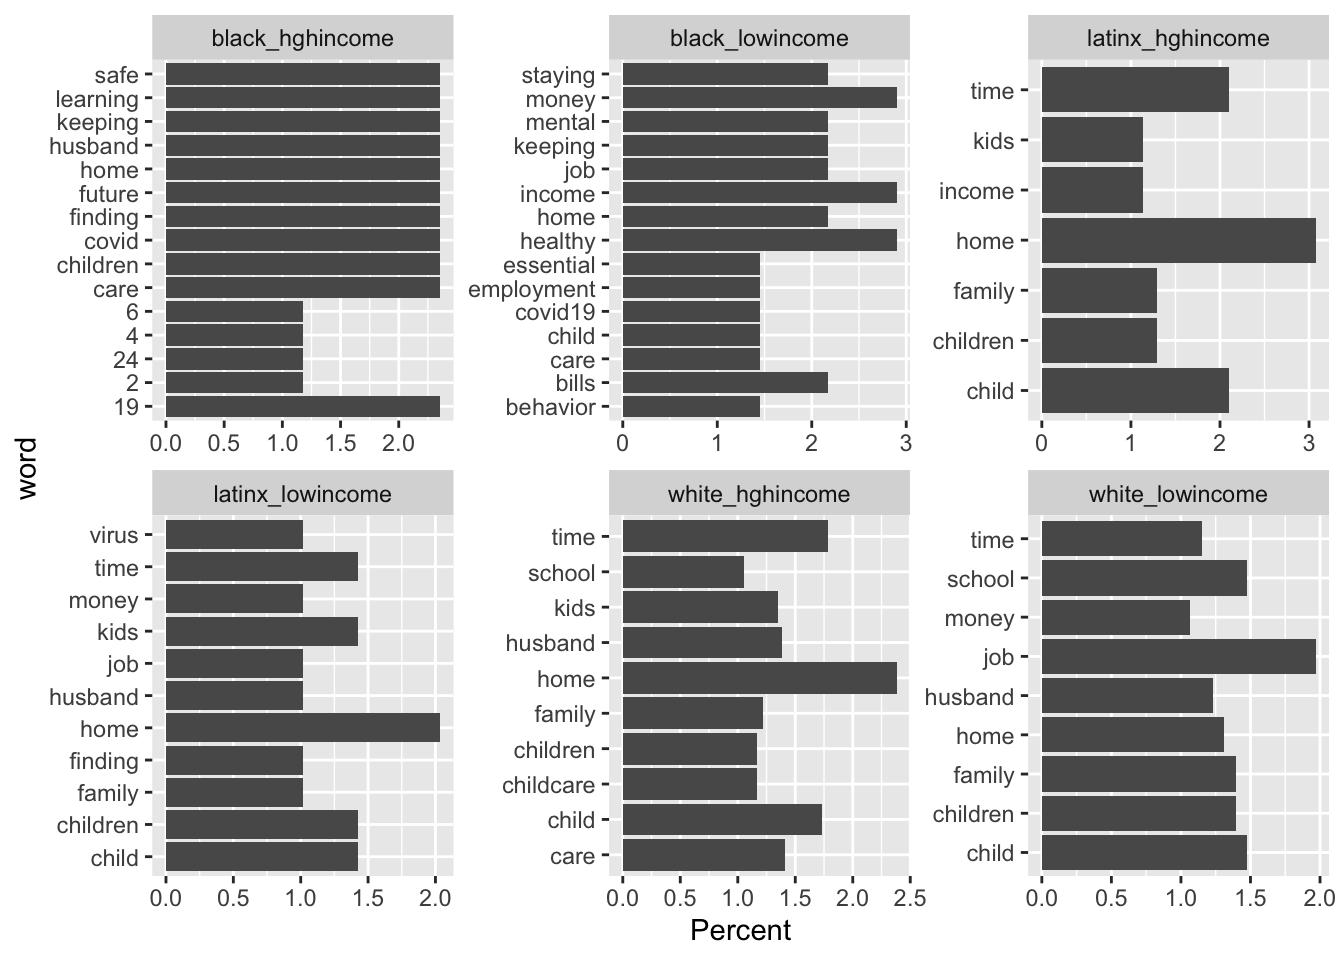 black_hghincome
safe
learning
keeping
husband
home
future
finding
covid
children
care
6
4
24
2
19
0.0 0.5 1.0 1.5 2.0
black_lowincome
staying
money
mental
keeping
job
income
home
healthy
essential
employment
covid19
child
care
bills
behavior
0 1 2 3
latinx_hghincome
time
kids
income
home
family
children
child
0 1 2 3
word
latinx_lowincome
virus
time
money
kids
job
husband
home
finding
family
children
child
0.0 0.5 1.0 1.5 2.0
white_hghincome
time
school
kids
husband
home
family
children
childcare
child
care
0.0 0.5 1.0 1.5 2.0 2.5
white_lowincome
time
school
money
job
husband
home
family
children
child
0.0 0.5 1.0 1.5 2.0
Percent